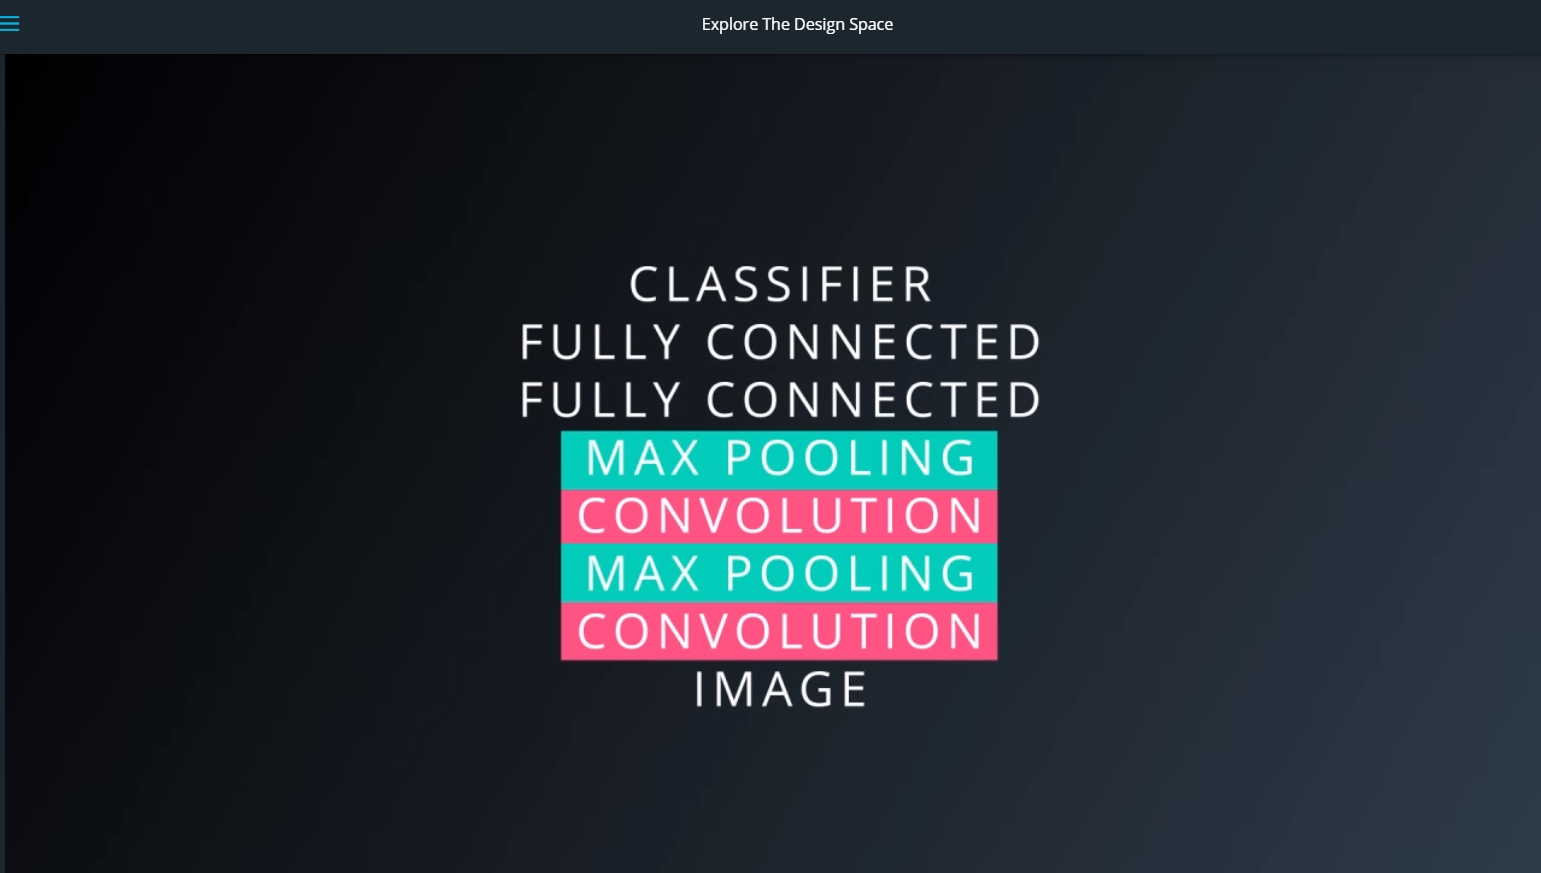 Explore The Design Space
CLASSIFIER
FULLY CONNECTED
FULLY CONNECTED
MAX POOLING
CONVOLUTION
MAX POOLING
CONVOLUTION
IMAGE